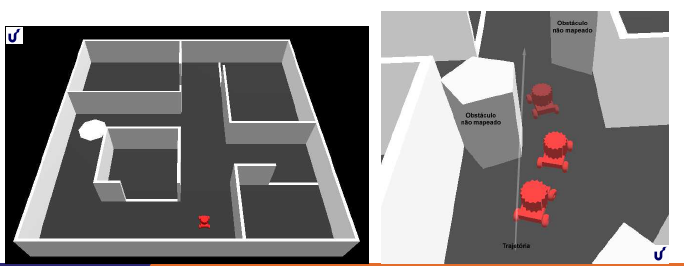 Obstáculo
não mapeado
Obstáculo
não mapeado
Trajetória